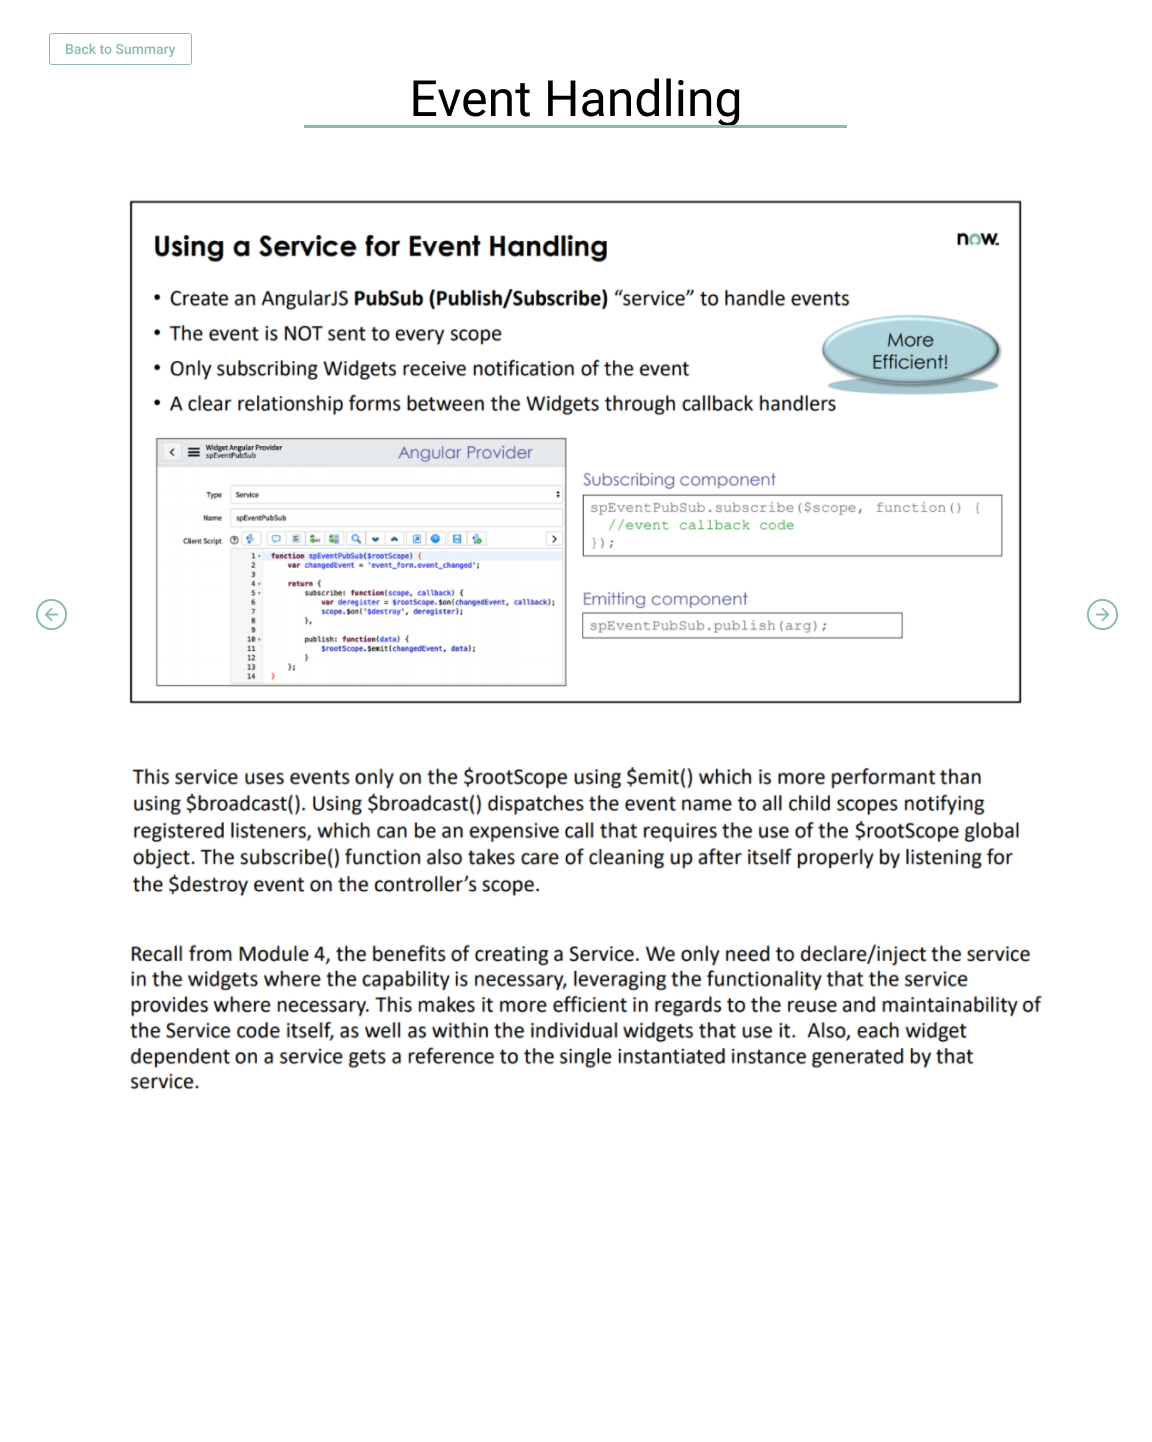 Back to Summary
Event Handling
Using a Service for Event Handling
now.
• Create an AngularJS PubSub (Publish/Subscribe) “service” to handle events
• The event is NOT sent to every scope
• Only subscribing Widgets receive notification of the event
• A clear relationship forms between the Widgets through callback handlers
More
Efficient!
Widget Angular Provider
spEventPubSub
Angular Provider
Type Service
Name spEventPubSub
Client Script
1 function spEventPubSub($rootScope) {
2 var changedEvent = 'event_form.event_changed';
3
4 return {
5 subscribe: function(scope, callback) {
6 var deregister = $rootScope.$on(changedEvent, callback);
7 scope.$on('$destroy', deregister);
8 },
9
10 publish: function(data) {
11 $rootScope.$emit(changedEvent, data);
12 }
13 };
14 }
Subscribing component
spEventPubSub.subscribe($scope, function() {
//event callback code
});
Emitting component
spEventPubSub.publish(arg);
This service uses events only on the $rootScope using $emit() which is more performant than
using $broadcast(). Using $broadcast() dispatches the event name to all child scopes notifying
registered listeners, which can be an expensive call that requires the use of the $rootScope global
object. The subscribe() function also takes care of cleaning up after itself properly by listening for
the $destroy event on the controller’s scope.
Recall from Module 4, the benefits of creating a Service. We only need to declare/inject the service
in the widgets where the capability is necessary, leveraging the functionality that the service
provides where necessary. This makes it more efficient in regards to the reuse and maintainability of
the Service code itself, as well as within the individual widgets that use it. Also, each widget
dependent on a service gets a reference to the single instantiated instance generated by that
service.